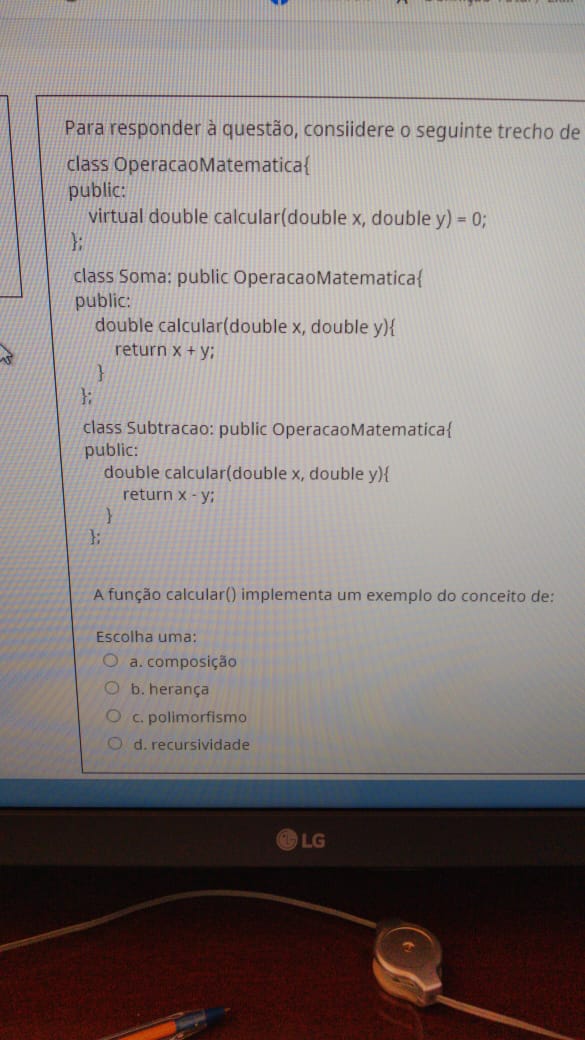 Para responder à questão, consiidere o seguinte trecho de
class OperacaoMatematica{
public:
virtual double calcular(double x, double y) = 0;
};
class Soma: public OperacaoMatematica{
public:
double calcular(double x, double y){
return x + y;
}
};
class Subtracao: public OperacaoMatematica{
public:
double calcular(double x, double y){
return x - y;
}
};
A função calcular() implementa um exemplo do conceito de:
Escolha uma:
a. composição
b. herança
c. polimorfismo
d. recursividade
LG